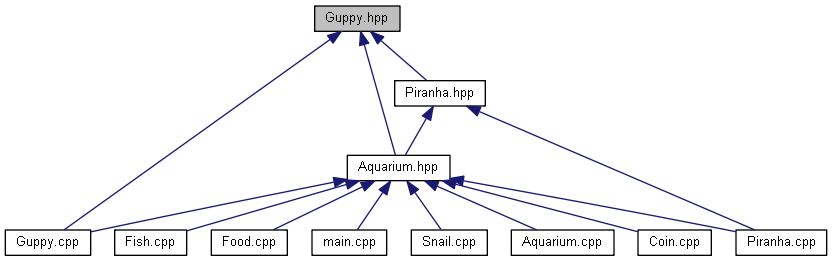 Guppy.hpp
Piranha.hpp
Aquarium.hpp
Guppy.cpp
Fish.cpp
Food.cpp
main.cpp
Snail.cpp
Aquarium.cpp
Coin.cpp
Piranha.cpp